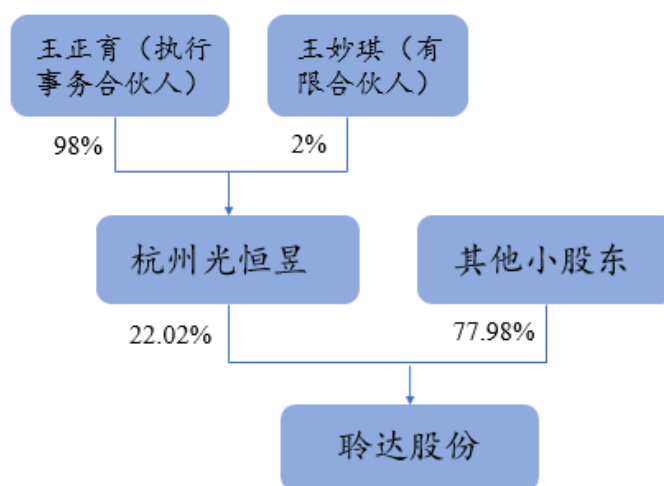 王正育（执行
事务合伙人）
王妙琪（有
限合伙人）
98%
2%
杭州光恒昱
其他小股东
22.02%
77.98%
聆达股份